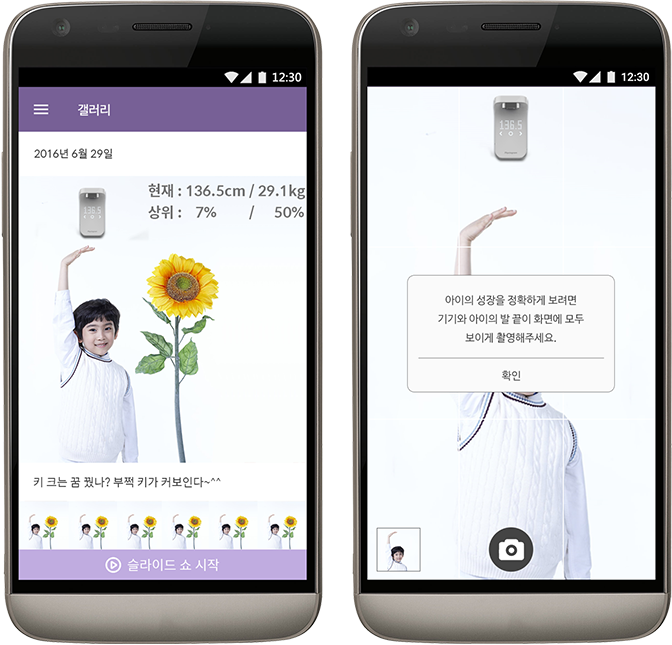 12:30
갤러리
2016년 6월 29일
136.5
현재 : 136.5cm / 29.1kg
상위 : 7% / 50%
키 크는 꿈 꿨나? 부쩍 키가 커보인다~^^
슬라이드 쇼 시작
12:30
136.5
아이의 성장을 정확하게 보려면
기기와 아이의 발 끝이 화면에 모두
보이게 촬영해주세요.
확인